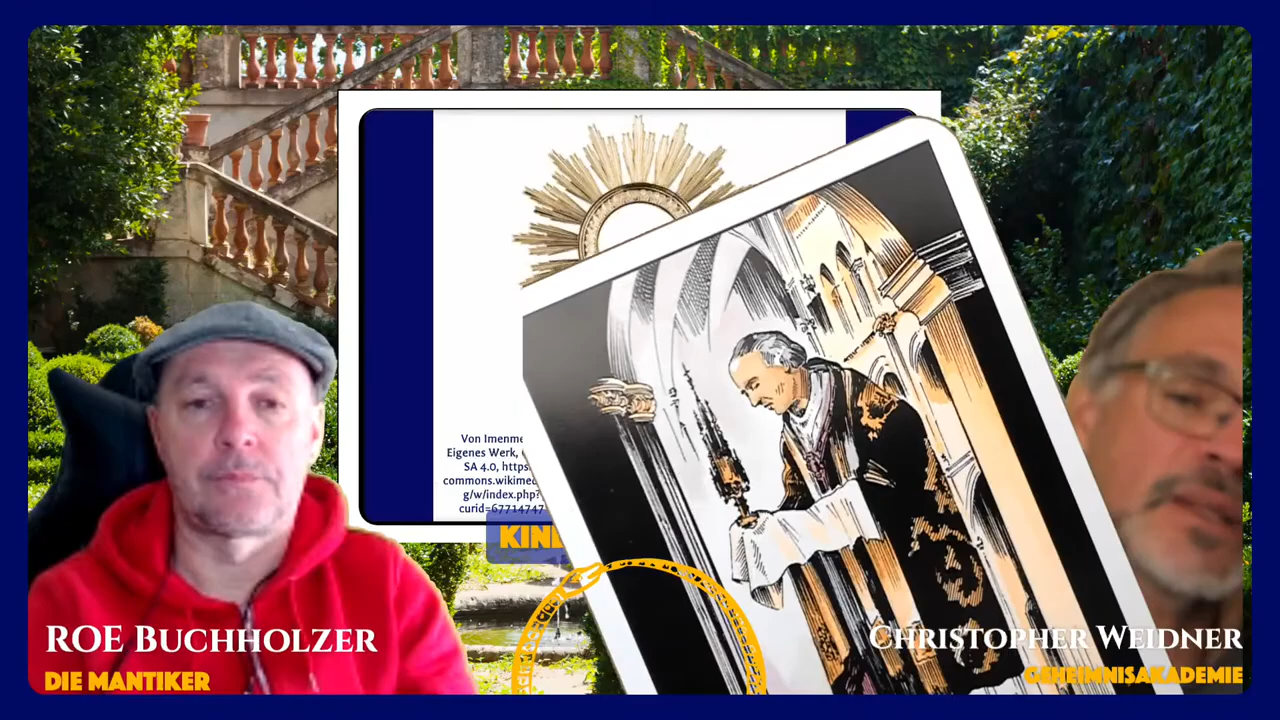 Von Imenme
Eigenes Werk,
SA 4.0, https
commons.wikimed
g/w/index.php?
curid=67714747
KIN
ROE BUCHHOLZER
DIE MANTIKER
CHRISTOPHER WEIDNER
GEHEIMNISAKADEMIE